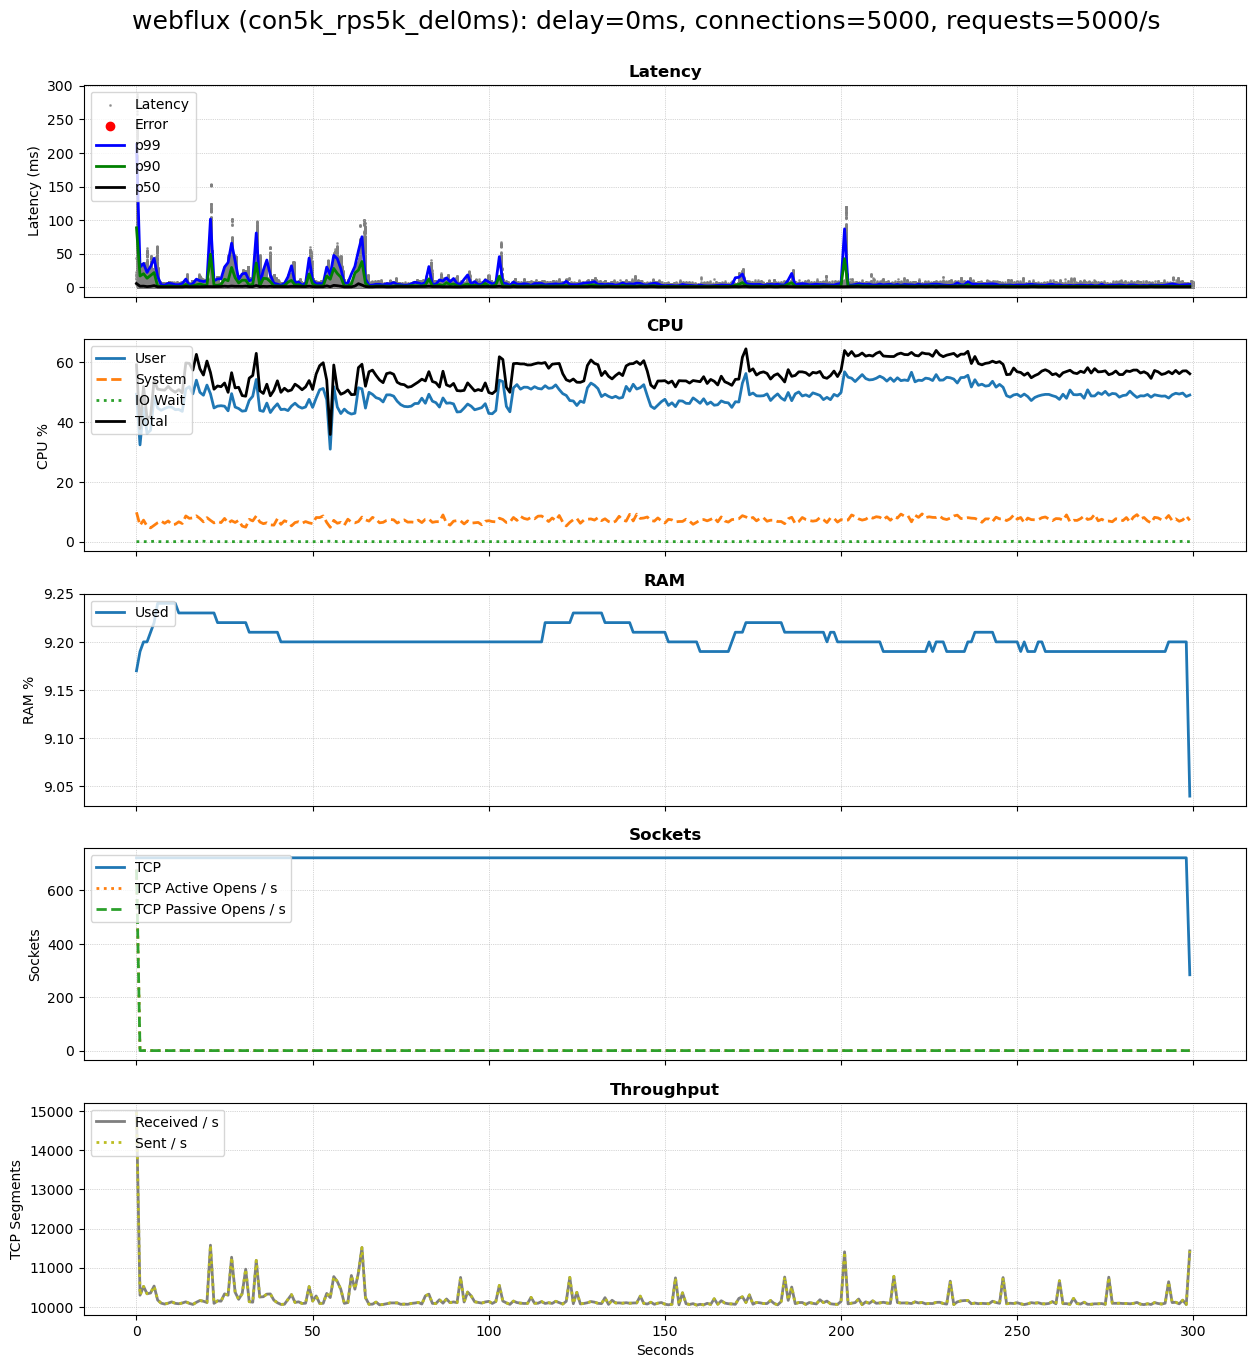 webflux (con5k_rps5k_del0ms): delay=0ms, connections=5000, requests=5000/s
Latency
300
250
200
150
100
50
0
Latency (ms)
Latency
Error
p99
p90
p50
CPU
60
40
20
0
CPU %
User
System
IO Wait
Total
RAM
9.25
9.20
9.15
9.10
9.05
RAM %
Used
Sockets
600
400
200
0
Sockets
TCP
TCP Active Opens / s
TCP Passive Opens / s
Throughput
15000
14000
13000
12000
11000
10000
TCP Segments
Received / s
Sent / s
0 50 100 150 200 250 300
Seconds